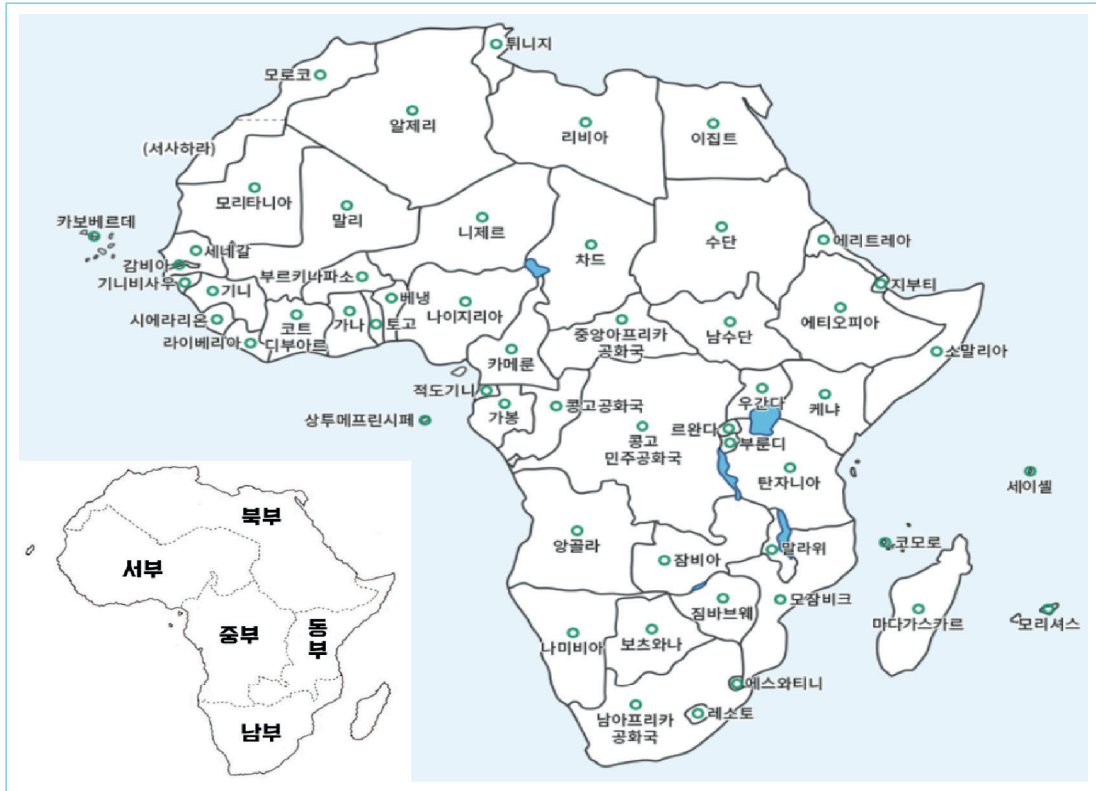 튀니지
모로코
알제리
리비아
이집트
(서사하라)
모리타니아
말리
니제르
차드
수단
에리트레아
카보베르데
세네갈
감비아
기니비사우
기니
부르키나파소
베냉
나이지리아
지부티
에티오피아
시에라리온
라이베리아
코트
디부아르
가나
토고
중앙아프리카
공화국
남수단
소말리아
카메룬
적도기니
가봉
콩고공화국
상투메프린시페
우간다
케냐
르완다
부룬디
콩고
민주공화국
탄자니아
세이셸
앙골라
잠비아
말라위
코모로
짐바브웨
모잠비크
마다가스카르
모리셔스
나미비아
보츠와나
에스와티니
남아프리카
공화국
레소토
북부
서부
중부
동
부
남부